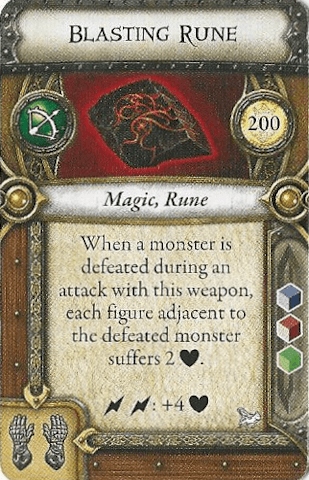 BLASTING RUNE
200
Magic, Rune
When a monster is
defeated during an
attack with this weapon,
each figure adjacent to
the defeated monster
suffers 2 ♥.
: +4 ♥